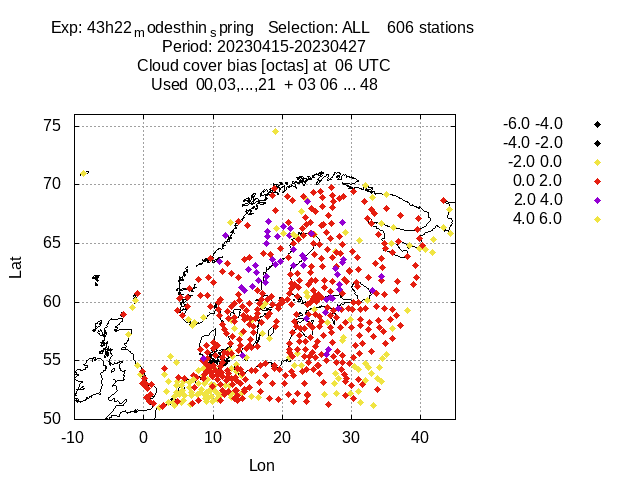 Exp: 43h22modesthinspring   Selection: ALL    606 stations
Period: 20230415-20230427
Cloud cover bias [octas] at  06 UTC
Used  00,03,...,21  + 03 06 ... 48
-6.0 -4.0
-4.0 -2.0
-2.0 0.0
0.0 2.0
2.0 4.0
4.0 6.0
75
70
65
60
55
50
Lat
-10 0 10 20 30 40
Lon